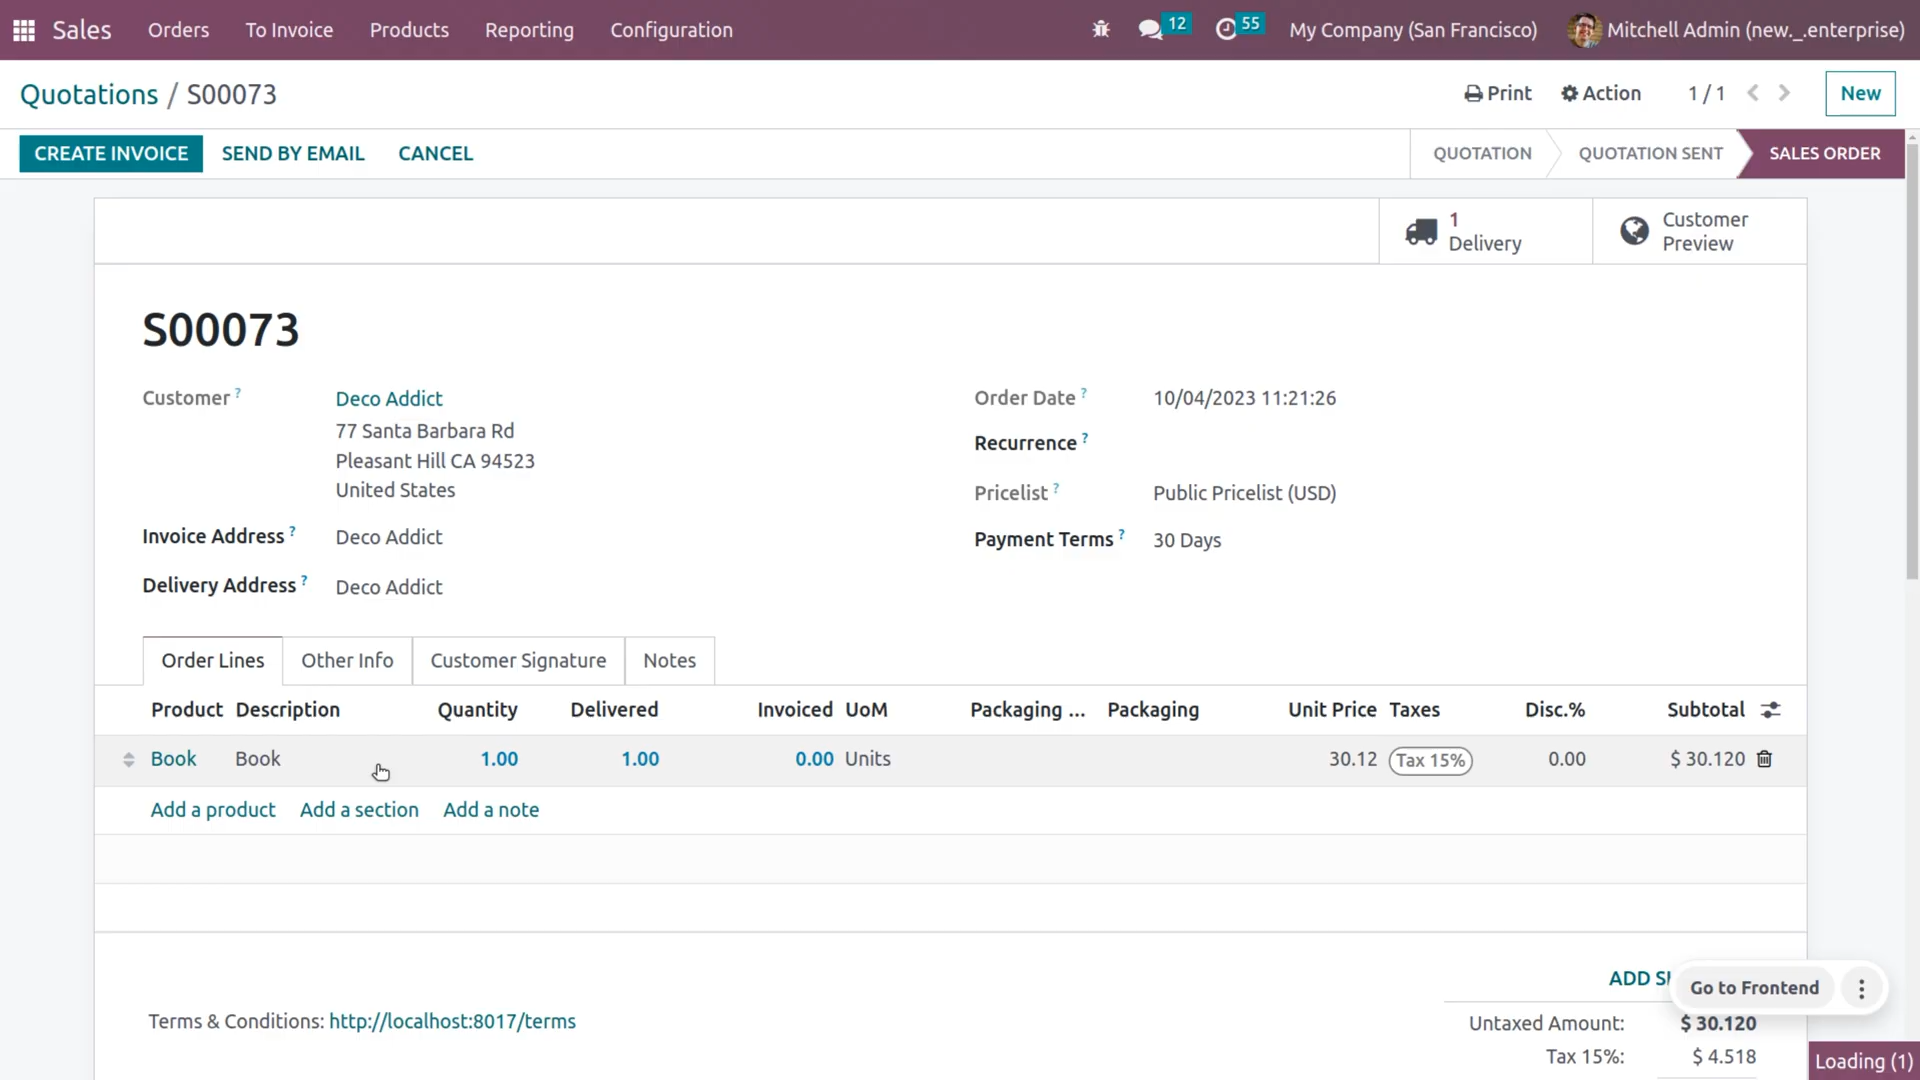 Sales Orders To Invoice Products Reporting Configuration 12 55 My Company (San Francisco) Mitchell Admin (new._.enterprise)
Quotations / S00073 Print Action 1 / 1 New
CREATE INVOICE SEND BY EMAIL CANCEL QUOTATION QUOTATION SENT SALES ORDER
1 Delivery
Customer Preview
S00073
Customer ? Deco Addict
77 Santa Barbara Rd
Pleasant Hill CA 94523
United States
Invoice Address ? Deco Addict
Delivery Address ? Deco Addict
Order Date ? 10/04/2023 11:21:26
Recurrence ?
Pricelist ? Public Pricelist (USD)
Payment Terms ? 30 Days
Order Lines Other Info Customer Signature Notes
Product Description Quantity Delivered Invoiced UoM Packaging ... Packaging Unit Price Taxes Disc.% Subtotal
Book Book 1.00 1.00 0.00 Units 30.12 Tax 15% 0.00 $ 30.120
Add a product Add a section Add a note
ADD
Go to Frontend
Terms & Conditions: http://localhost:8017/terms
Untaxed Amount: $ 30.120
Tax 15%: $ 4.518
Loading (1)